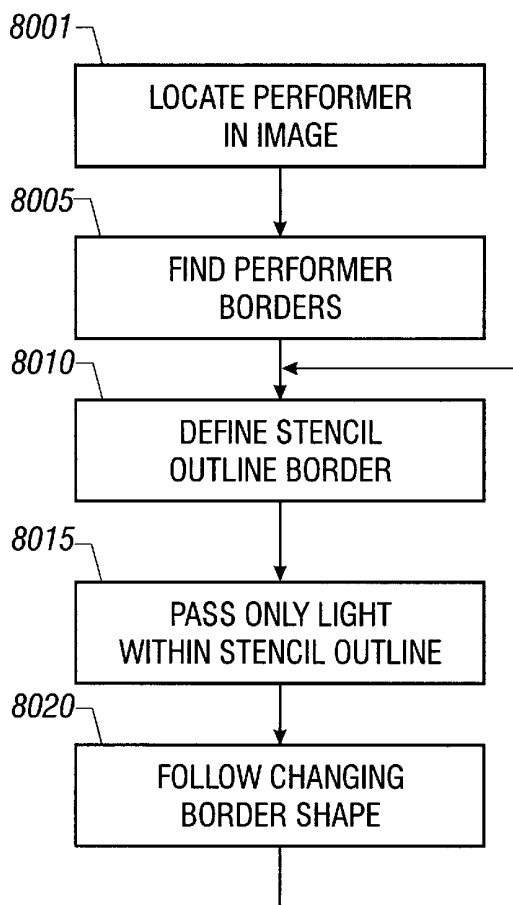 8001
LOCATE PERFORMER
IN IMAGE
8005
FIND PERFORMER
BORDERS
8010
DEFINE STENCIL
OUTLINE BORDER
8015
PASS ONLY LIGHT
WITHIN STENCIL OUTLINE
8020
FOLLOW CHANGING
BORDER SHAPE